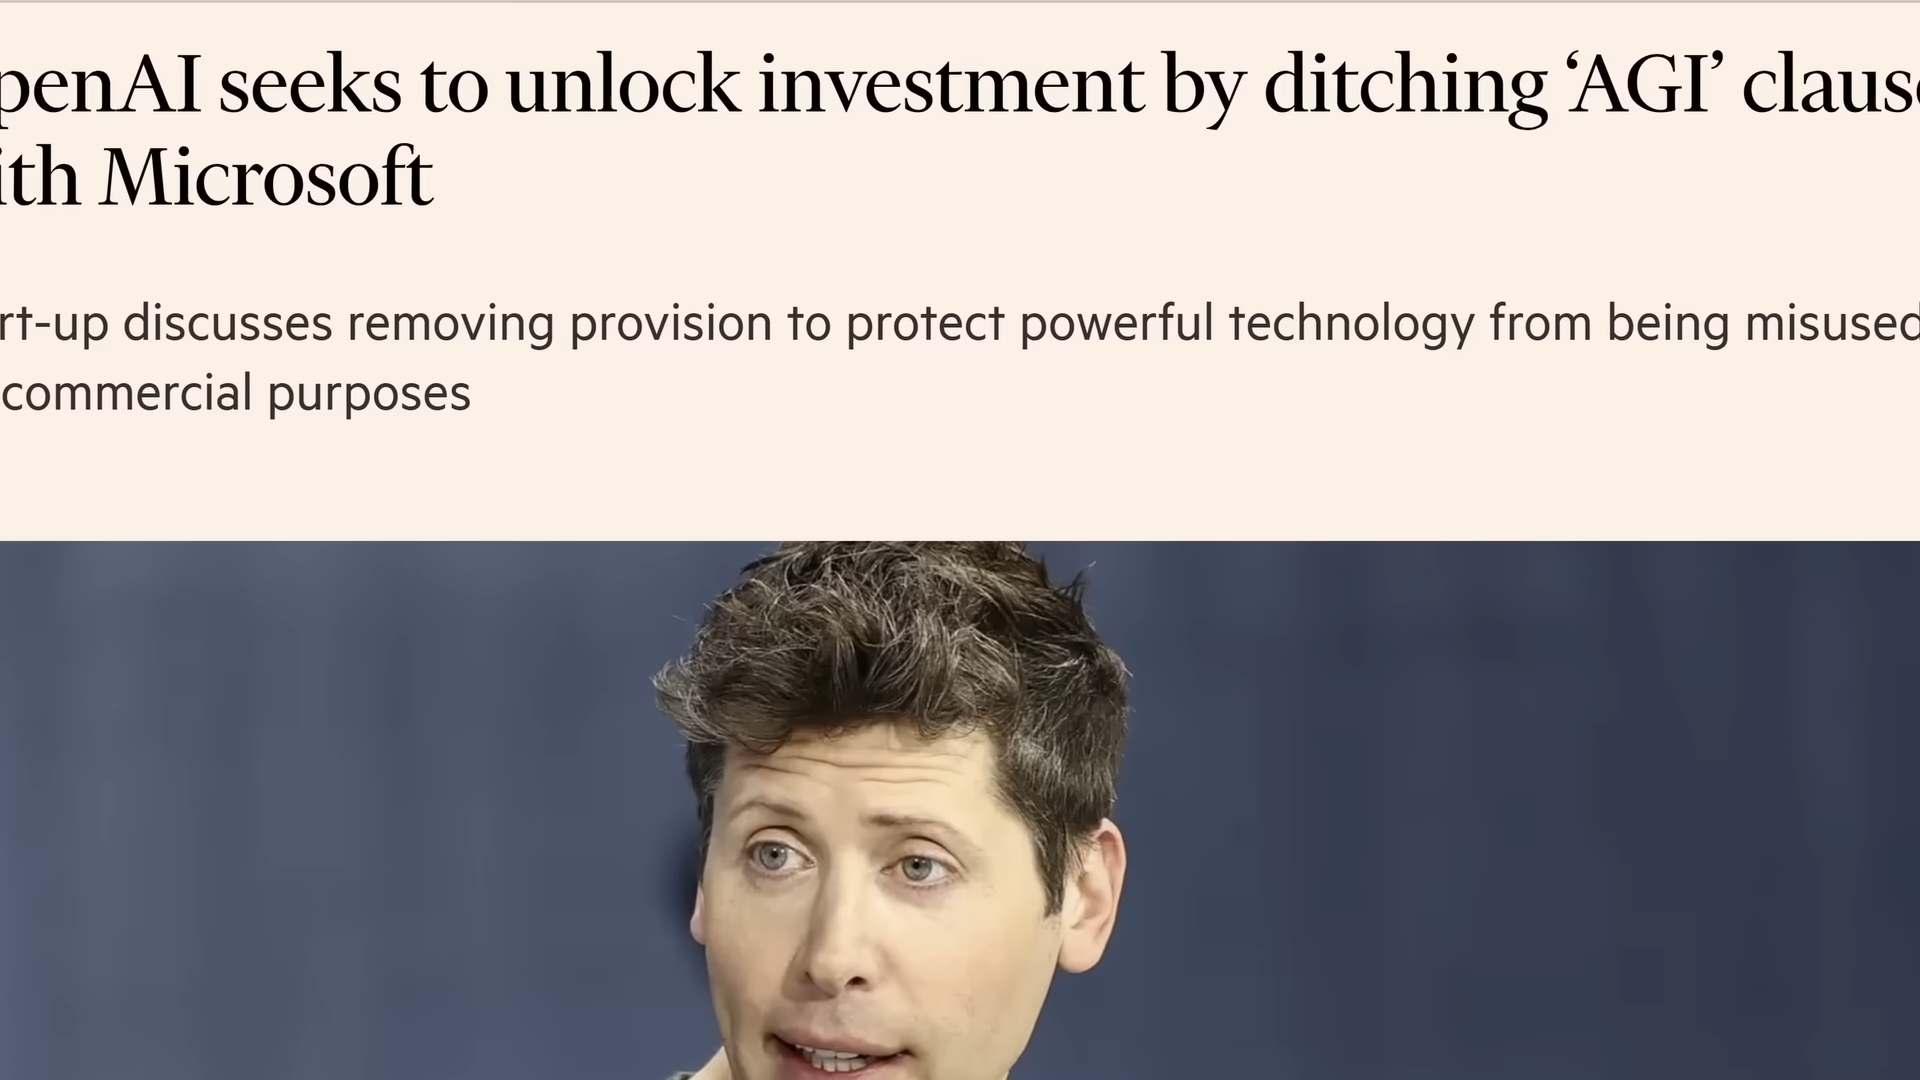 penAI seeks to unlock investment by ditching ‘AGI’ clause
ith Microsoft
rt-up discusses removing provision to protect powerful technology from being misused
commercial purposes